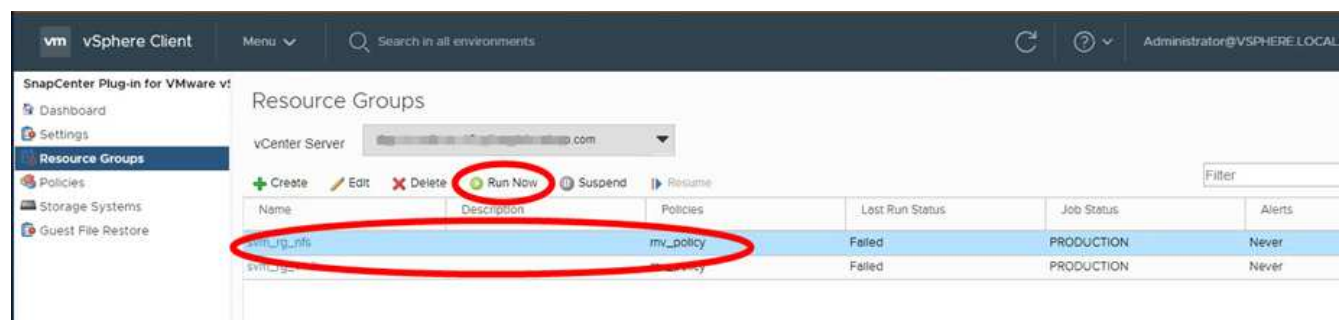 vm vSphere Client Menu Search in all environments Administrator@VSPHERE.LOCAL
SnapCenter Plug-in for VMware vS
Dashboard
Settings
Resource Groups
Policies
Storage Systems
Guest File Restore
Resource Groups
vCenter Server .com
Create Edit Delete Run Now Suspend Resume Filter
Name Description Policies Last Run Status Job Status Alerts
svm_rg_nfs mv_policy Failed PRODUCTION Never
Failed PRODUCTION Never